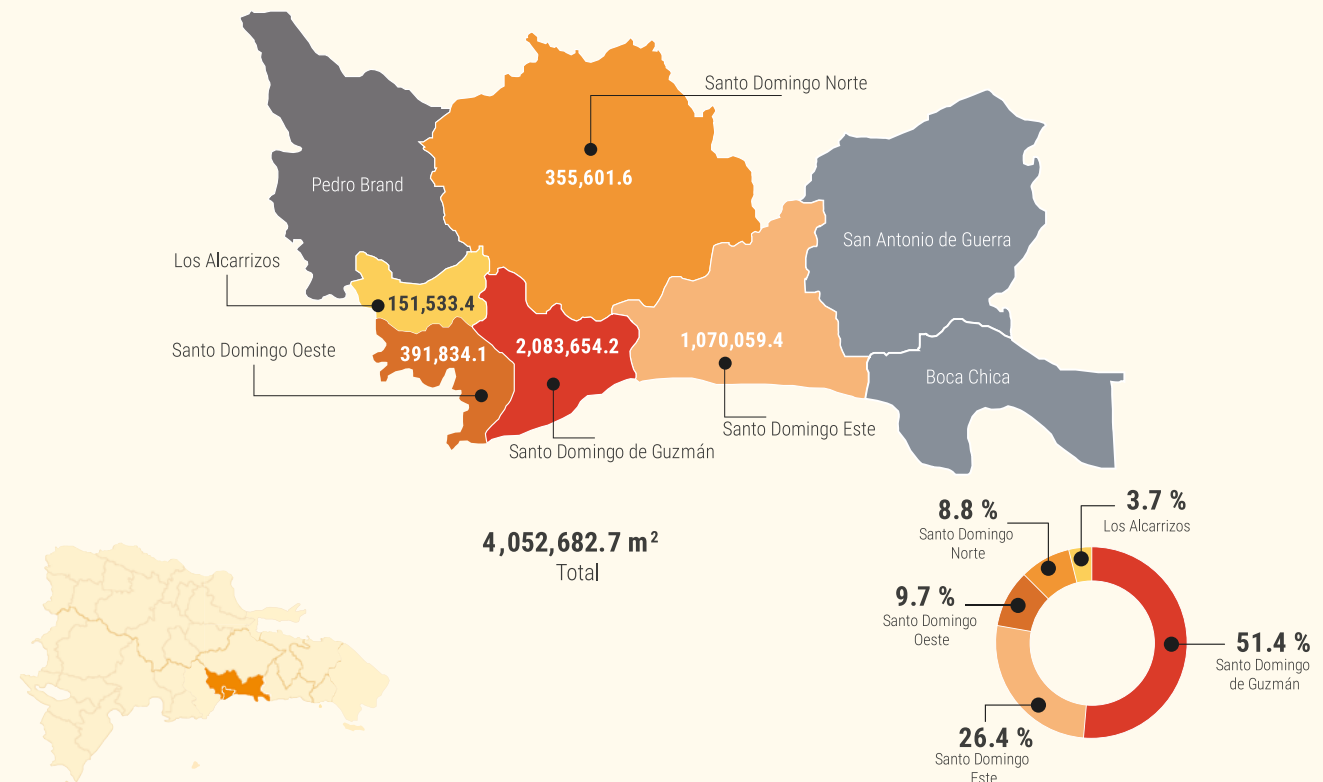 Santo Domingo Norte
355,601.6
Pedro Brand
San Antonio de Guerra
Los Alcarrizos
151,533.4
Santo Domingo Oeste
391,834.1
2,083,654.2
1,070,059.4
Boca Chica
Santo Domingo Este
Santo Domingo de Guzmán
4,052,682.7 m²
Total
3.7 %
Los Alcarrizos
8.8 %
Santo Domingo
Norte
9.7 %
Santo Domingo
Oeste
51.4 %
Santo Domingo
de Guzmán
26.4 %
Santo Domingo
Este